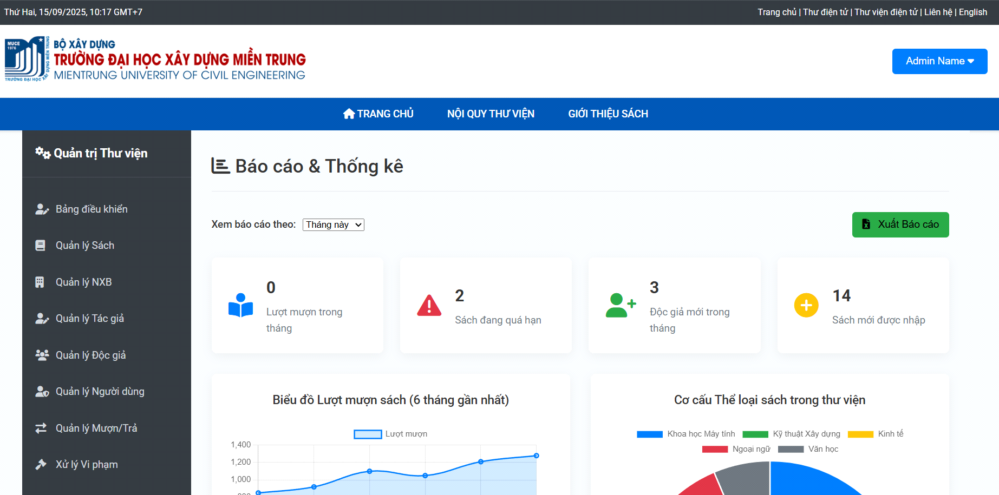 Thứ Hai, 15/09/2025, 10:17 GMT+7
Trang chủ | Thư điện tử | Thư viện điện tử | Liên hệ | English
MUCE
1976
TRƯỜNG ĐẠI HỌC XÂY DỰNG MIỀN TRUNG
BỘ XÂY DỰNG
TRƯỜNG ĐẠI HỌC XÂY DỰNG MIỀN TRUNG
MIENTRUNG UNIVERSITY OF CIVIL ENGINEERING
Admin Name
TRANG CHỦ
NỘI QUY THƯ VIỆN
GIỚI THIỆU SÁCH
Quản trị Thư viện
Bảng điều khiển
Quản lý Sách
Quản lý NXB
Quản lý Tác giả
Quản lý Độc giả
Quản lý Người dùng
Quản lý Mượn/Trả
Xử lý Vi phạm
Báo cáo & Thống kê
Xem báo cáo theo: Tháng này
Xuất Báo cáo
0
Lượt mượn trong
tháng
2
Sách đang quá hạn
3
Độc giả mới trong
tháng
14
Sách mới được nhập
Biểu đồ Lượt mượn sách (6 tháng gần nhất)
Lượt mượn
1,400
1,200
1,000
Cơ cấu Thể loại sách trong thư viện
Khoa học Máy tính
Kỹ thuật Xây dựng
Kinh tế
Ngoại ngữ
Văn học